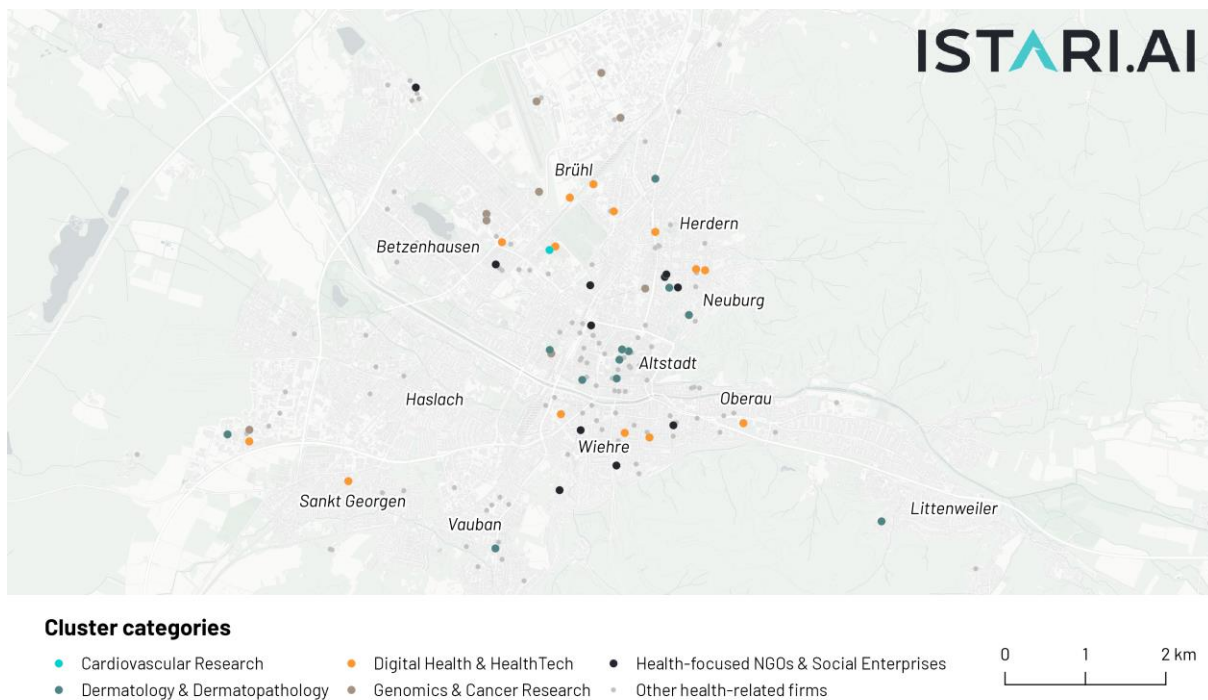 ISTARI.AI
Brühl
Herdern
Betzenhausen
Neuburg
Altstadt
Haslach
Oberau
Wiehre
Sankt Georgen
Littenweiler
Vauban
Cluster categories
Cardiovascular Research
Digital Health & HealthTech
Health-focused NGOs & Social Enterprises
Dermatology & Dermatopathology
Genomics & Cancer Research
Other health-related firms
0 1 2 km